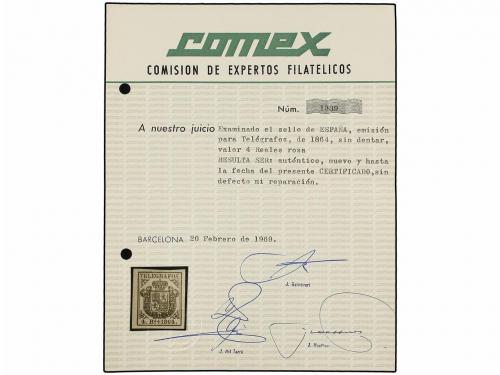 COMEX
COMISION DE EXPERTOS FILATELICOS
Núm. 1939
A nuestro juicio Examinado el sello de ESPAÑA, emisión
para Telégrafos, de 1864, sin dentar,
valor 4 Reales rosa
RESULTA SER: auténtico, nuevo y hasta
la fecha del presente CERTIFICADO,sin
defecto ni reparación.
BARCELONA 20 Febrero de 1969.
TELEGRAFOS
4. Rs 1864.
J.
J. del
J.